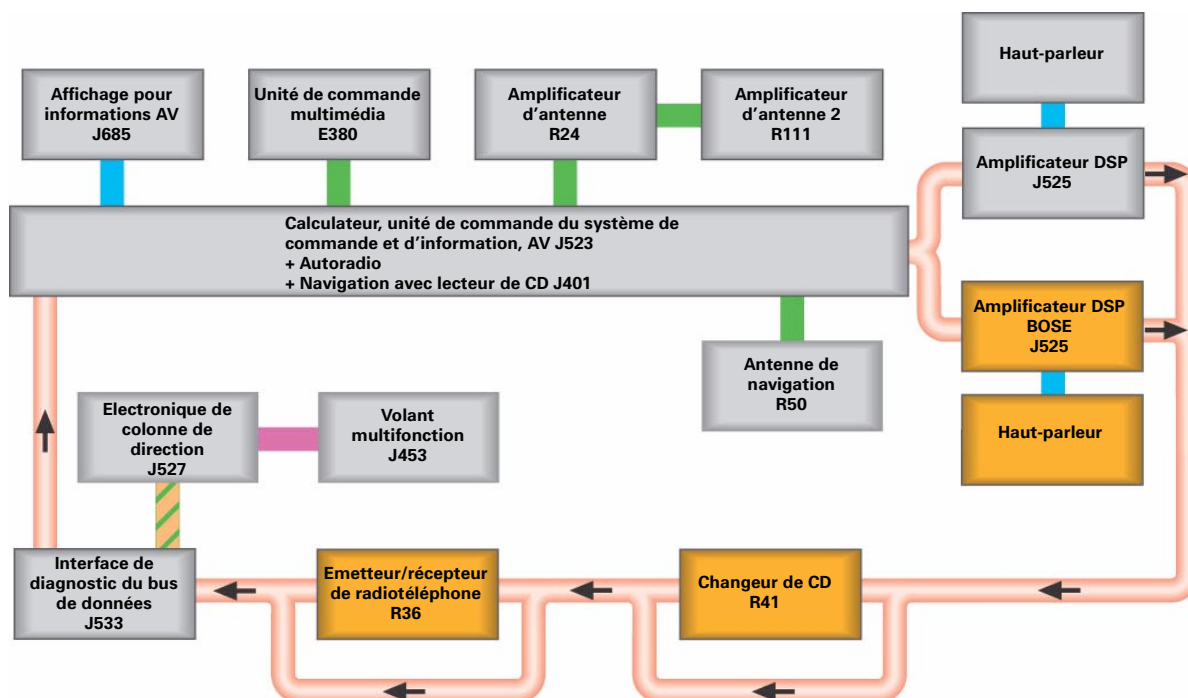 Affichage pour
informations AV
J685
Unité de commande
multimédia
E380
Amplificateur
d'antenne
R24
Amplificateur
d'antenne 2
R111
Haut-parleur
Amplificateur DSP
J525
Calculateur, unité de commande du système de
commande et d'information, AV J523
+ Autoradio
+ Navigation avec lecteur de CD J401
Amplificateur DSP
BOSE
J525
Haut-parleur
Antenne de
navigation
R50
Electronique de
colonne de
direction
J527
Volant
multifonction
J453
Interface de
diagnostic du bus
de données
J533
Emetteur/récepteur
de radiotéléphone
R36
Changeur de CD
R41